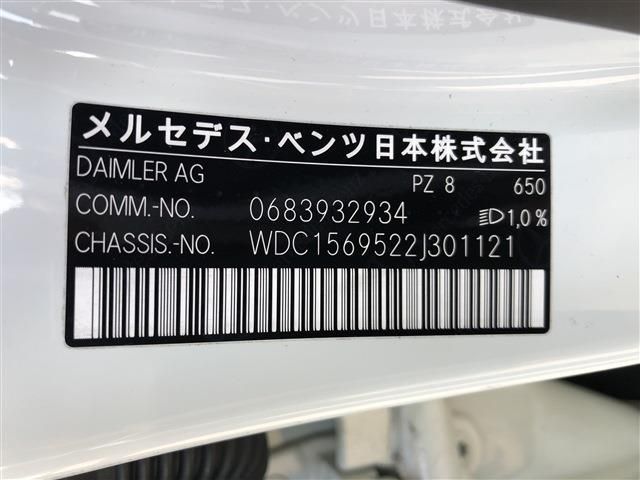 メルセデス・ベンツ日本株式会社
DAIMLER AG PZ 8 650
COMM.-NO. 0683932934 1,0%
CHASSIS.-NO. WDC1569522J301121